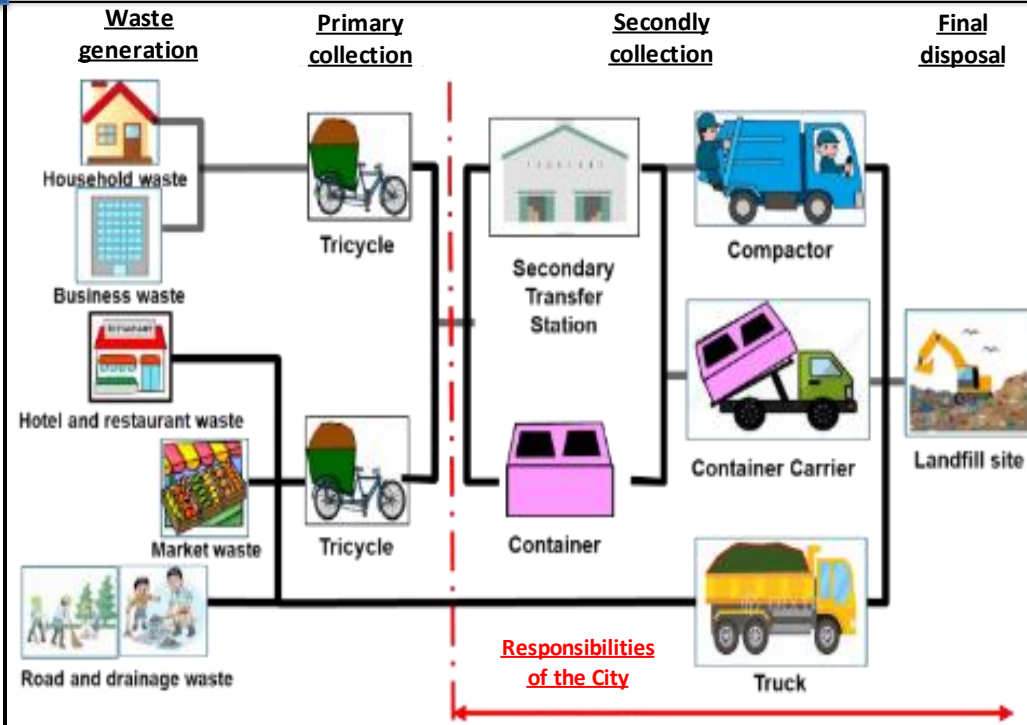 Waste
generation
Primary
collection
Secondly
collection
Final
disposal
Household waste
Business waste
Hotel and restaurant waste
Market waste
Road and drainage waste
Tricycle
Tricycle
Secondary
Transfer
Station
Container
Compactor
Container Carrier
Truck
Landfill site
Responsibilities
of the City